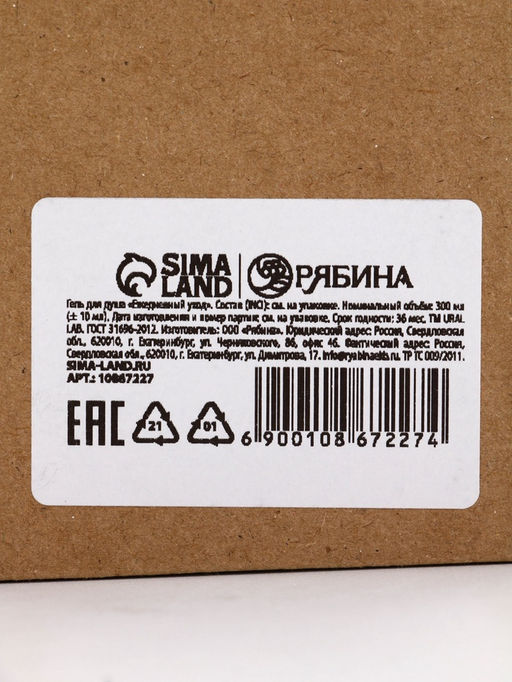 SIMA LAND РЯБИНА
Гель для душа «Ежедневный уход». Состав (INCI): см. на упаковке. Номинальный объём: 300 мл
(± 10 мл). Дата изготовления и номер партии: см. на упаковке. Срок годности: 36 мес. TM URAL
LAB. ГОСТ 31696-2012. Изготовитель: ООО «Рябина». Юридический адрес: Россия, Свердловская
обл., 620010, г. Екатеринбург, ул. Черняховского, 86, офис 46. Фактический адрес: Россия,
Свердловская обл., 620010, г. Екатеринбург, ул. Димитрова, 17. info@ryabinaekb.ru. ТР ТС 009/2011.
SIMA-LAND.RU
АРТ.: 10867227
EAC 21 01 6 900108 672274